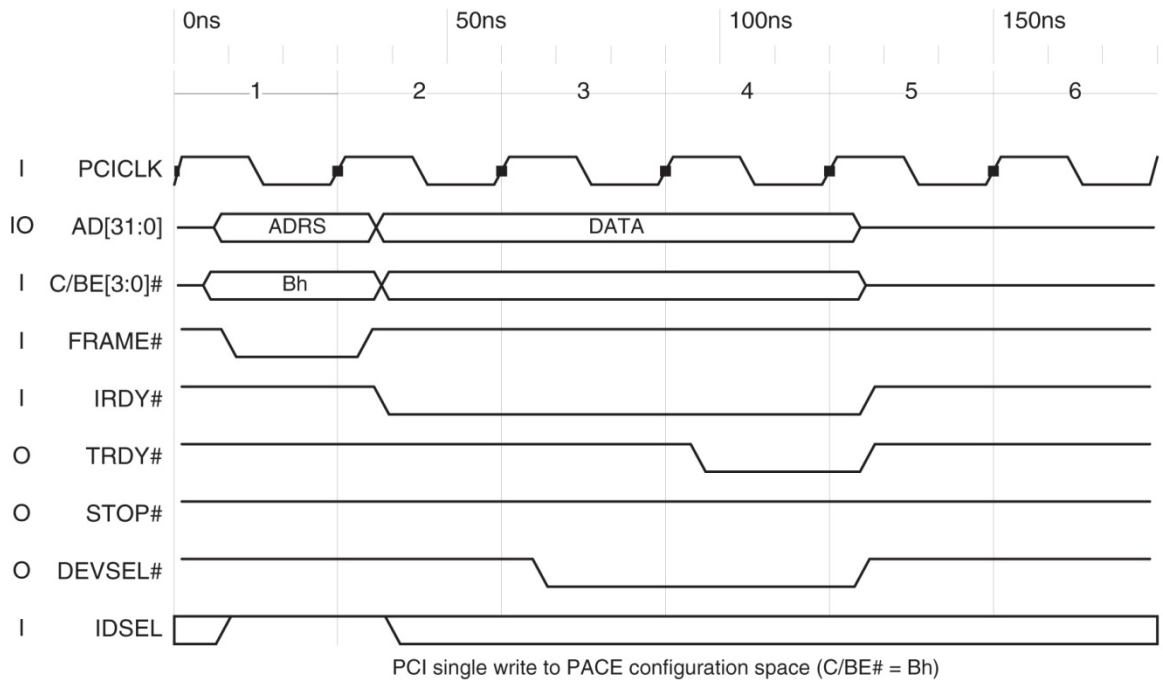 0ns 50ns 100ns 150ns
1 2 3 4 5 6
I PCICLK
IO AD[31:0] ADRS DATA
I C/BE[3:0]# Bh
I FRAME#
I IRDY#
O TRDY#
O STOP#
O DEVSEL#
I IDSEL
PCI single write to PACE configuration space (C/BE# = Bh)